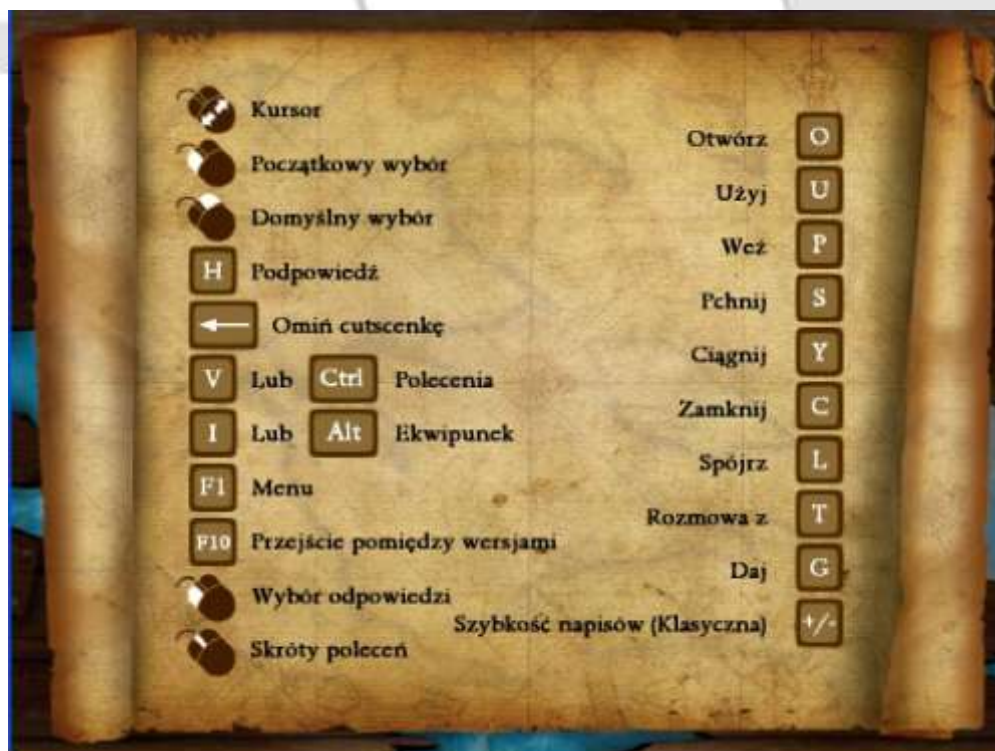 Kursor
Początkowy wybór
Domyślny wybór
H Podpowiedź
Omiń cutscenkę
V Lub Ctrl Polecenia
I Lub Alt Ekwipunek
F1 Menu
F10 Przejście pomiędzy wersjami
Wybór odpowiedzi
Skróty poleceń
Otwórz O
Użyj U
Weź P
Pchnij S
Ciągnij Y
Zamknij C
Spójrz L
Rozmowa z T
Daj G
Szybkość napisów (Klasyczna) +/-